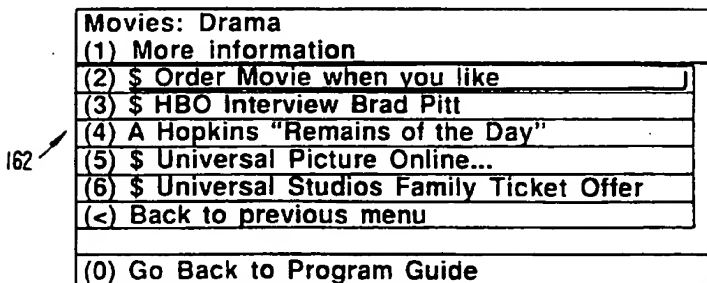 Movies: Drama
(1) More information
(2) $ Order Movie when you like
(3) $ HBO Interview Brad Pitt
(4) A Hopkins "Remains of the Day"
(5) $ Universal Picture Online...
(6) $ Universal Studios Family Ticket Offer
(<) Back to previous menu
(0) Go Back to Program Guide
162